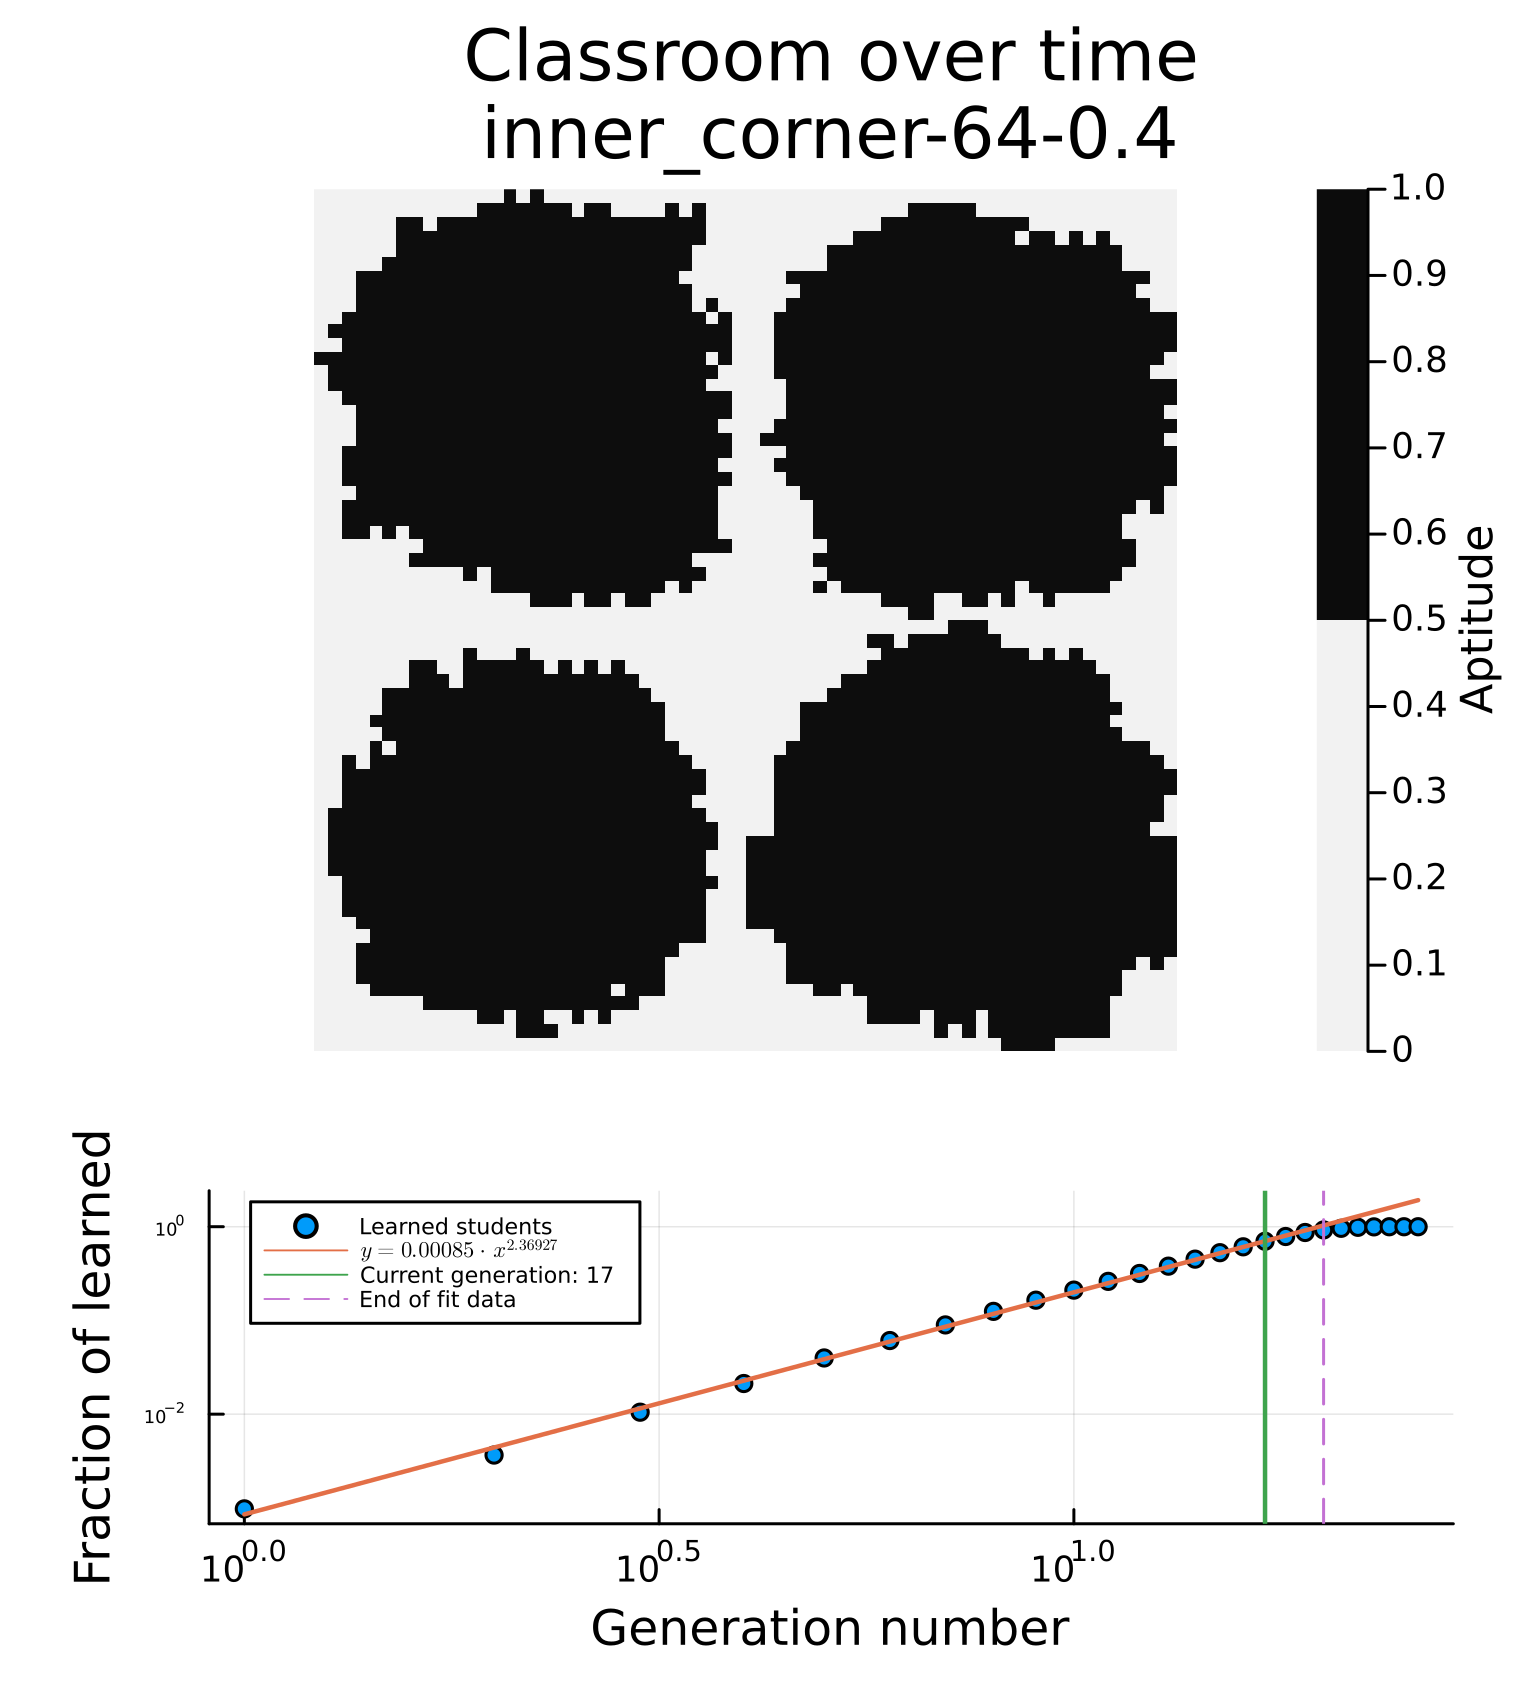 Classroom over time
inner_corner-64-0.4
1.0
0.9
0.8
0.7
0.6
0.5
0.4
0.3
0.2
0.1
0
Aptitude
Fraction of learned
10^0
10^-2
Learned students
y = 0.00085 · x^2.36927
Current generation: 17
End of fit data
10^0.0
10^0.5
10^1.0
Generation number